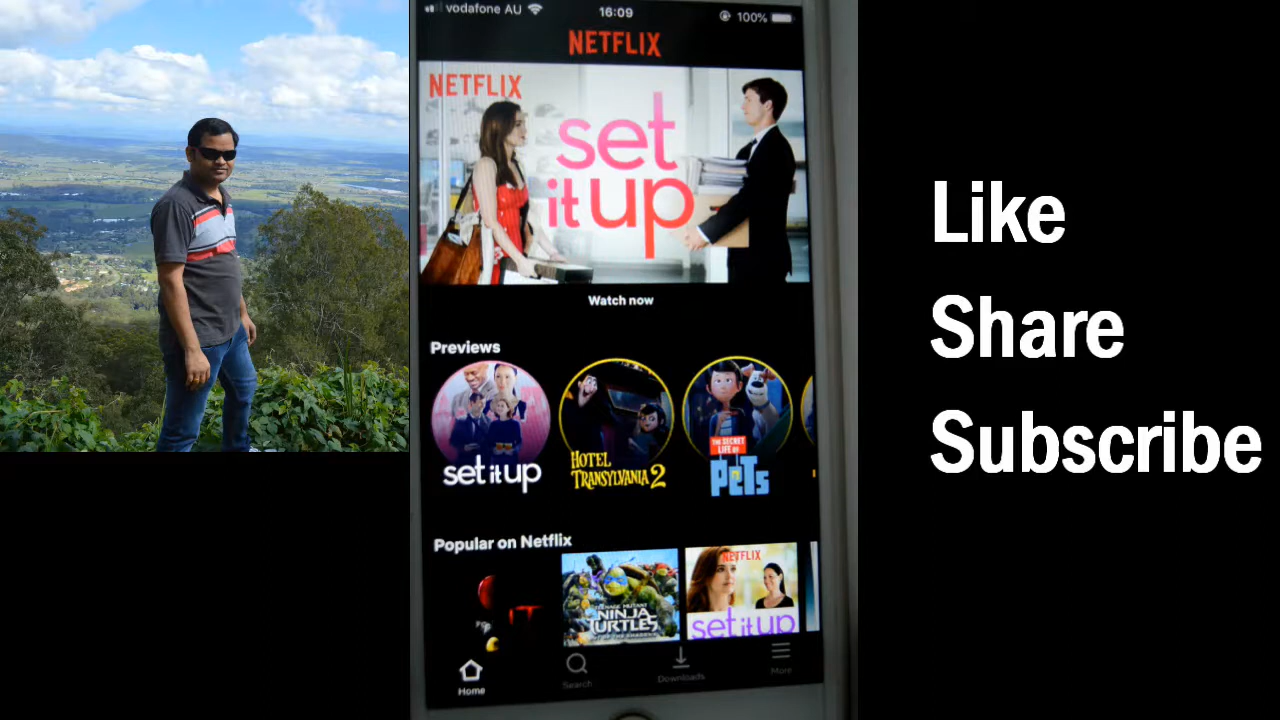 vodafone AU
16:09
100%
NETFLIX
NETFLIX
set
it up
Watch now
Previews
set it up
HOTEL
TRANSYLVANIA 2
THE SECRET
LIFE OF
PETS
Popular on Netflix
TEENAGE MUTANT
NINJA
TURTLES
NETFLIX
set it up
Home
Search
Downloads
More
Like
Share
Subscribe